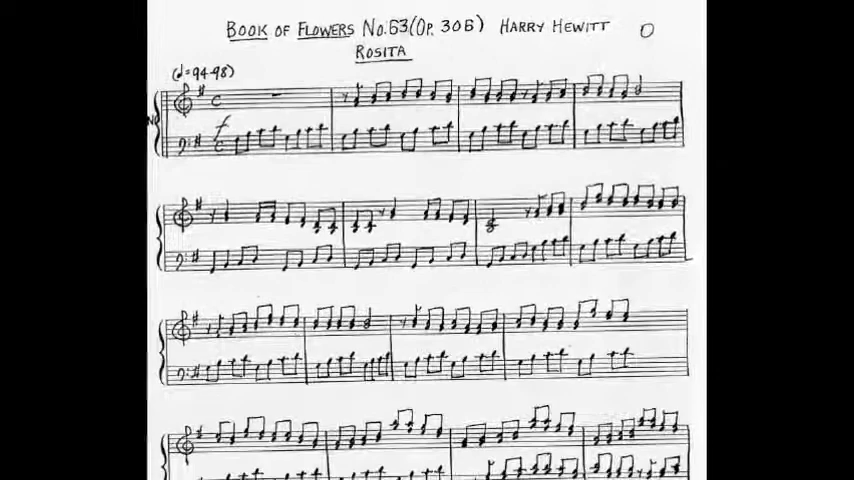 BOOK OF FLOWERS NO. 63 (OP. 306) HARRY HEWITT
ROSITA
(♩=94-98)
f